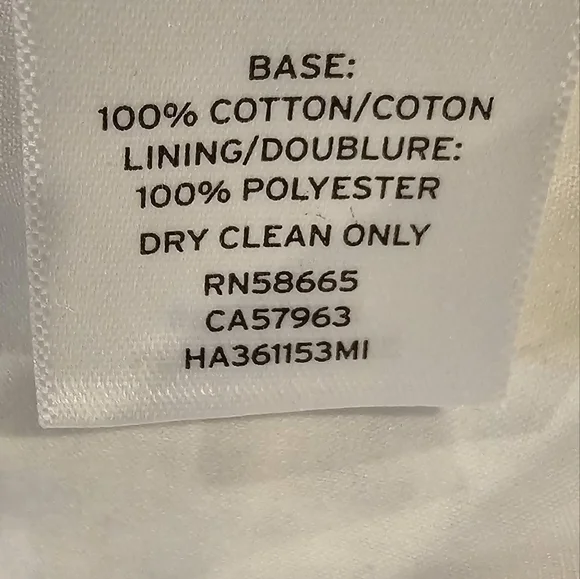 BASE:
100% COTTON/COTON
LINING/DOUBLURE:
100% POLYESTER
DRY CLEAN ONLY
RN58665
CA57963
HA361153MI